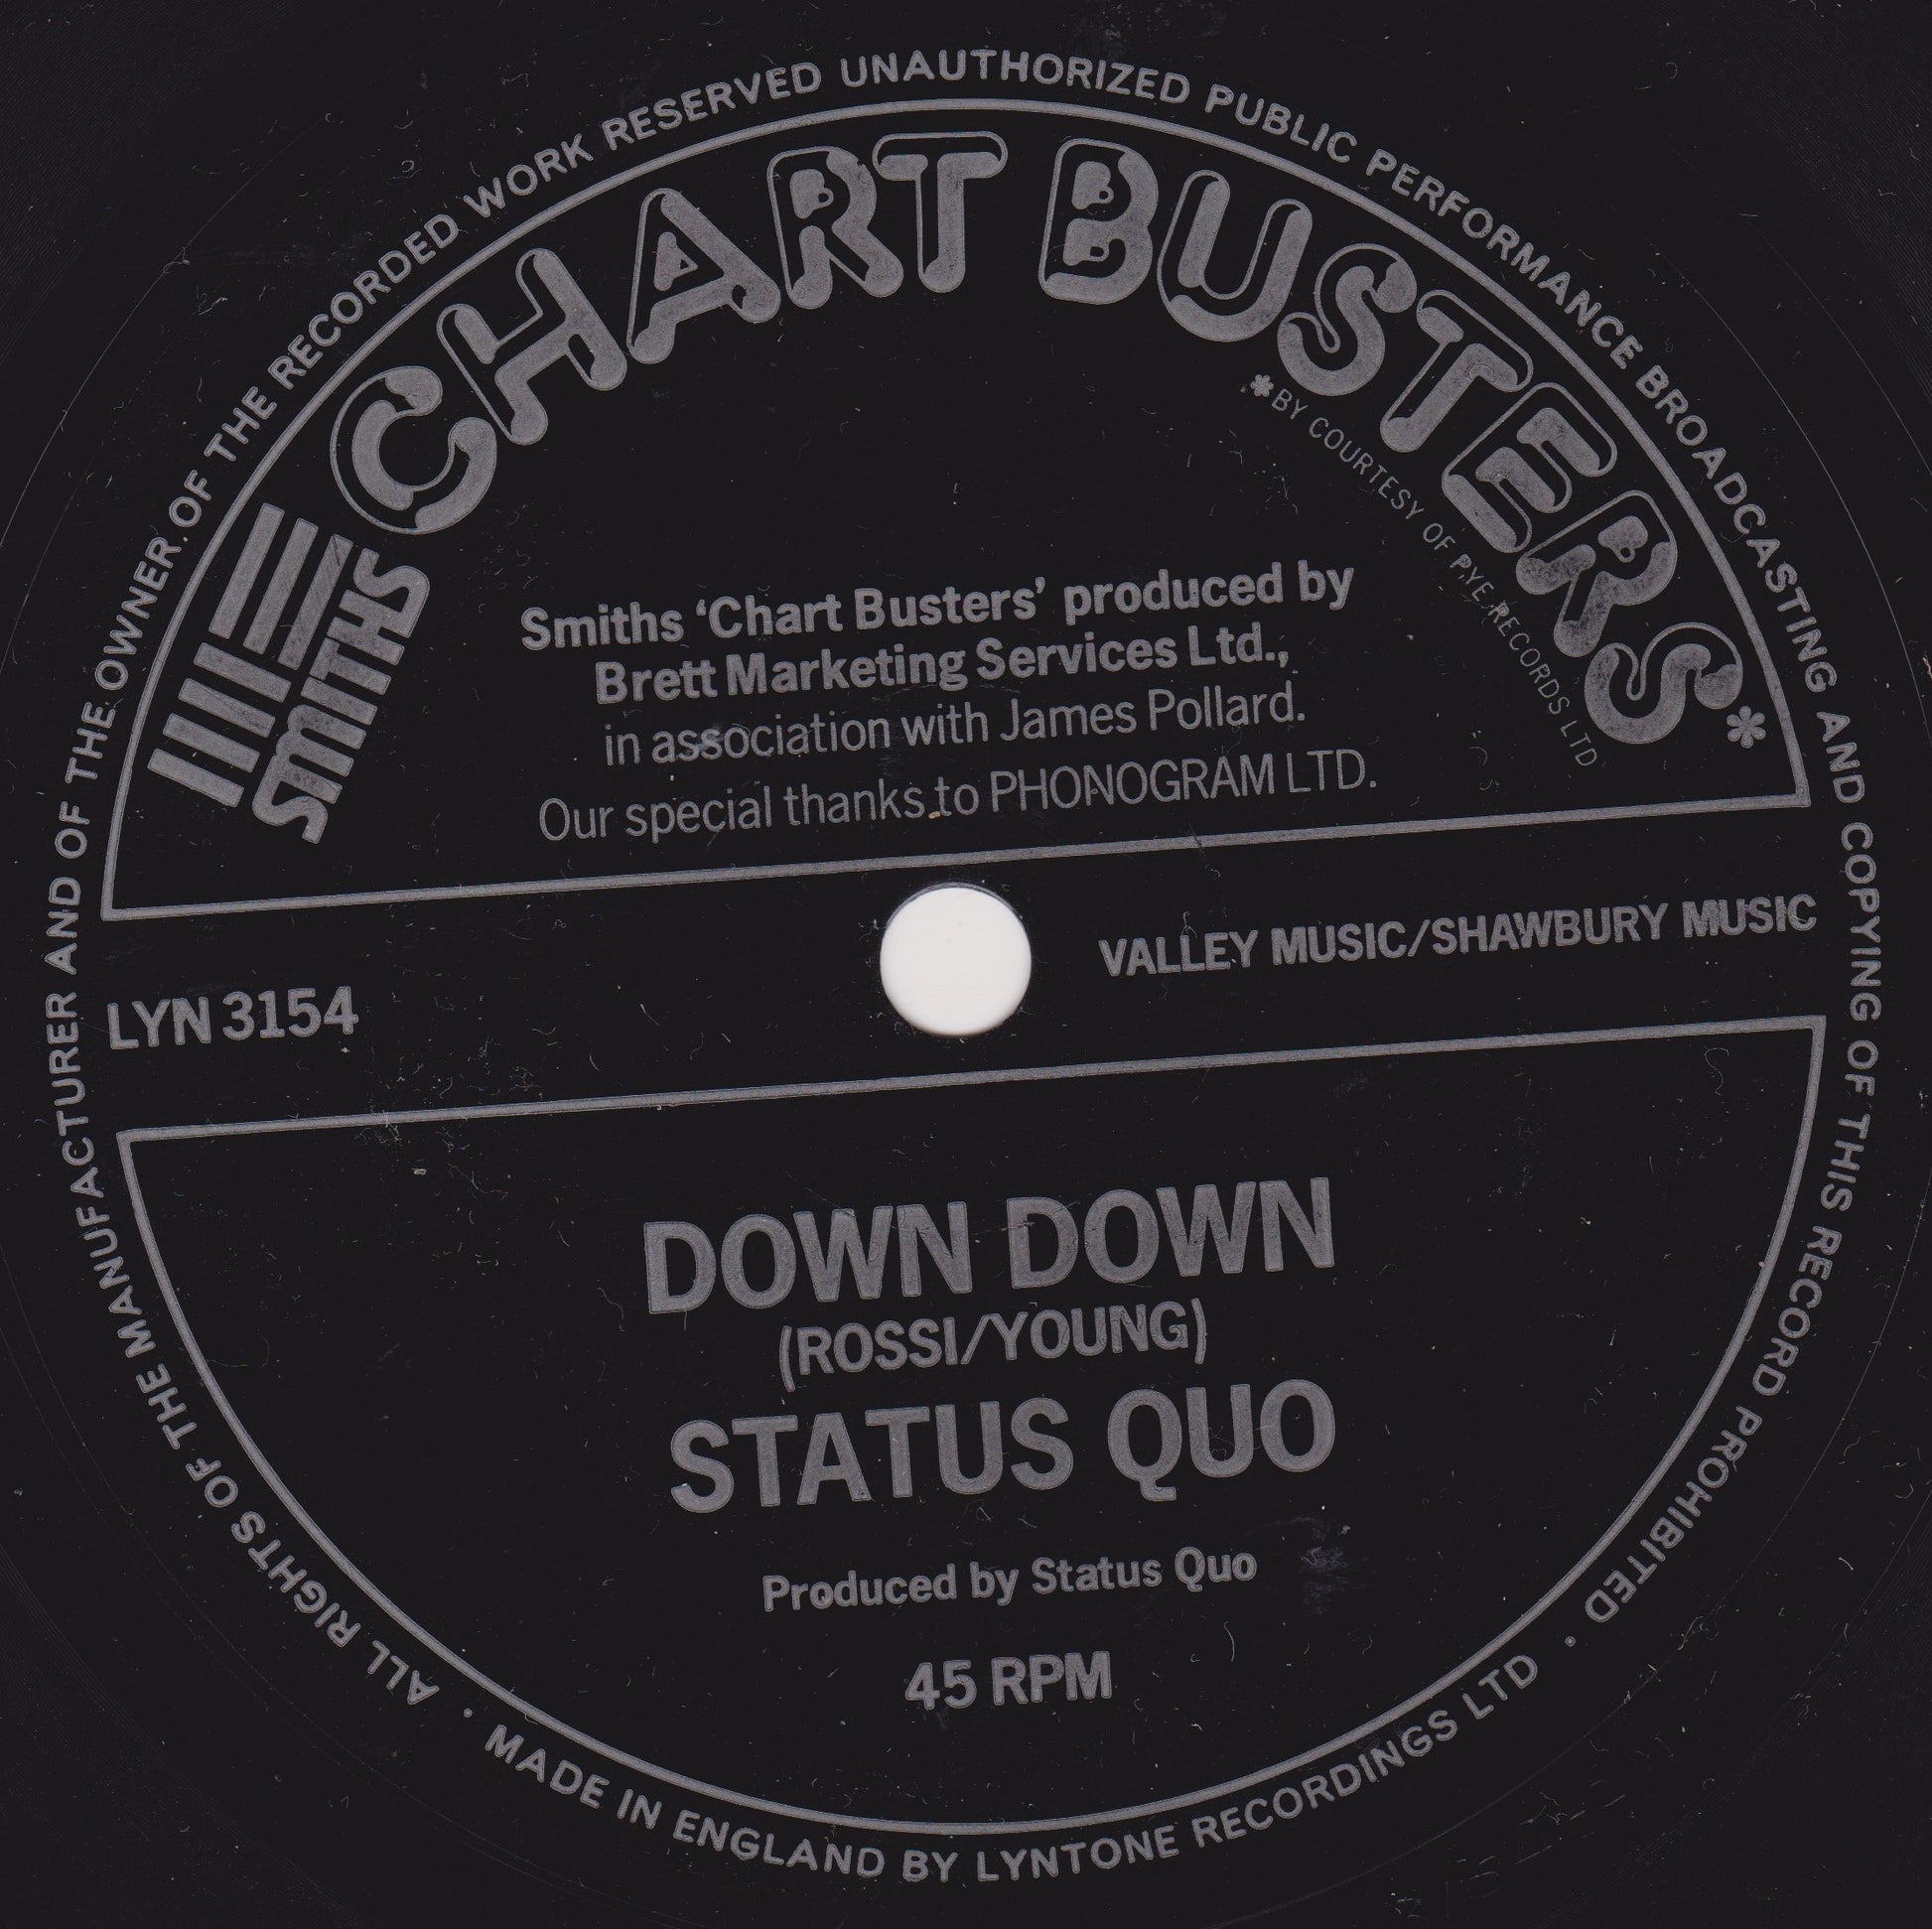 ALL RIGHTS OF THE MANUFACTURER AND OF THE OWNER OF THE RECORDED WORK RESERVED UNAUTHORIZED PUBLIC PERFORMANCE BROADCASTING AND COPYING OF THIS RECORD PROHIBITED ·
SMITHS
CHART BUSTERS*
*BY COURTESY OF PYE RECORDS LTD
Smiths ‘Chart Busters’ produced by
Brett Marketing Services Ltd.,
in association with James Pollard.
Our special thanks to PHONOGRAM LTD.
VALLEY MUSIC/SHAWBURY MUSIC
LYN 3154
DOWN DOWN
(ROSSI/YOUNG)
STATUS QUO
Produced by Status Quo
45 RPM
· MADE IN ENGLAND BY LYNTONE RECORDINGS LTD